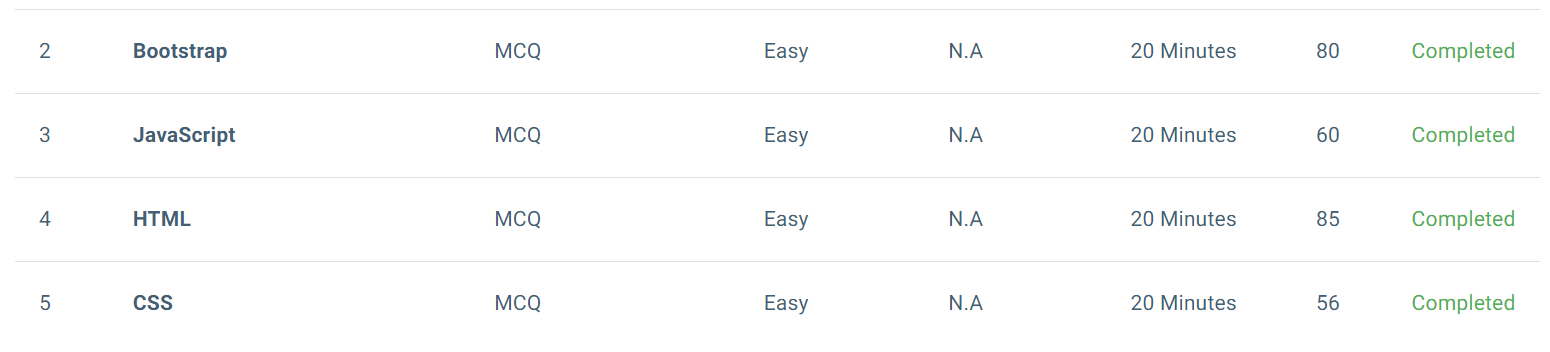 2 Bootstrap MCQ Easy N.A 20 Minutes 80 Completed
3 JavaScript MCQ Easy N.A 20 Minutes 60 Completed
4 HTML MCQ Easy N.A 20 Minutes 85 Completed
5 CSS MCQ Easy N.A 20 Minutes 56 Completed